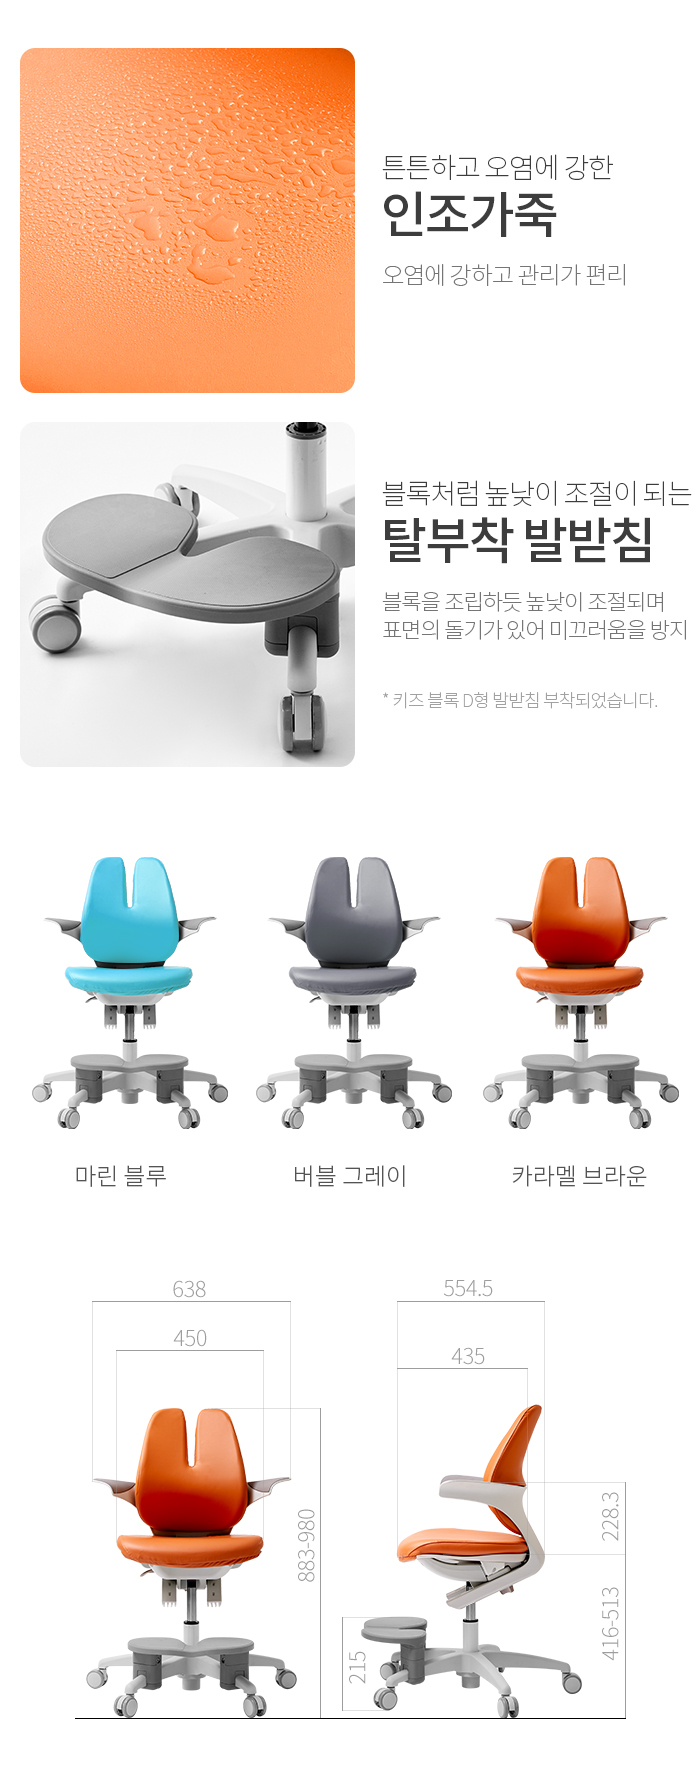 튼튼하고 오염에 강한
인조가죽
오염에 강하고 관리가 편리
블록처럼 높낮이 조절이 되는
탈부착 발받침
블록을 조립하듯 높낮이 조절되며
표면의 돌기가 있어 미끄러움을 방지
* 키즈 블록 D형 발받침 부착되었습니다.
마린 블루
버블 그레이
카라멜 브라운
638
450
883-980
554.5
435
228.3
416-513
215